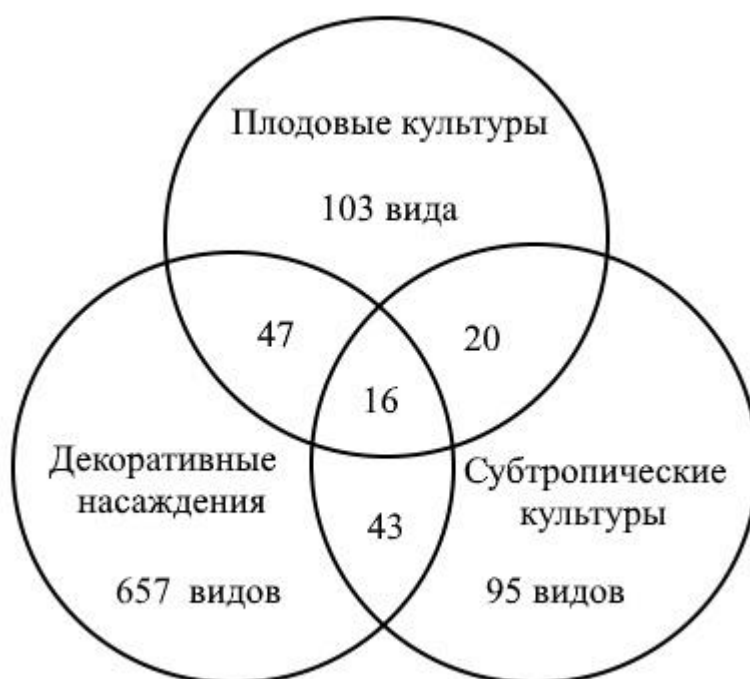 Плодовые культуры
103 вида
47
20
16
Декоративные
насаждения
Субтропические
культуры
43
657 видов
95 видов